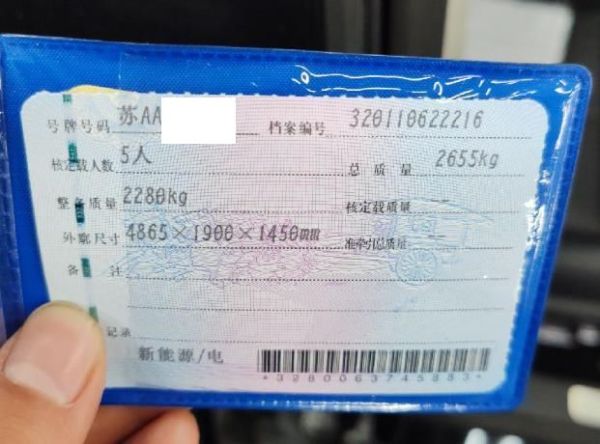 号牌号码 苏AA 档案编号 320110622216
核定载人数 5人 总质量 2655kg
整备质量 2280kg 核定载质量 --
外廓尺寸 4865×1900×1450mm 准牵引总质量 --
备注
记录
新能源/电
*3280063745883*